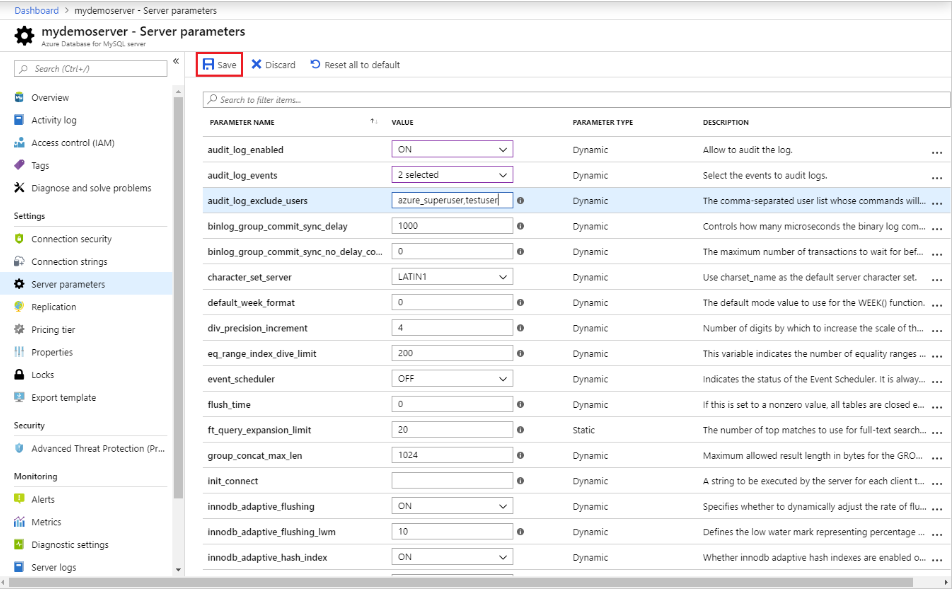 Dashboard > mydemoserver - Server parameters
mydemoserver - Server parameters
Azure Database for MySQL server
Search (Ctrl+/)
«
Overview
Activity log
Access control (IAM)
Tags
Diagnose and solve problems
Settings
Connection security
Connection strings
Server parameters
Replication
Pricing tier
Properties
Locks
Export template
Security
Advanced Threat Protection (Pr...
Monitoring
Alerts
Metrics
Diagnostic settings
Server logs
Save Discard Reset all to default
Search to filter items...
PARAMETER NAME VALUE PARAMETER TYPE DESCRIPTION
audit_log_enabled ON Dynamic Allow to audit the log. ...
audit_log_events 2 selected Dynamic Select the events to audit logs. ...
audit_log_exclude_users azure_superuser,testuser Dynamic The comma-separated user list whose commands will... ...
binlog_group_commit_sync_delay 1000 Dynamic Controls how many microseconds the binary log com... ...
binlog_group_commit_sync_no_delay_co... 0 Dynamic The maximum number of transactions to wait for bef... ...
character_set_server LATIN1 Dynamic Use charset_name as the default server character set. ...
default_week_format 0 Dynamic The default mode value to use for the WEEK() function. ...
div_precision_increment 4 Dynamic Number of digits by which to increase the scale of th... ...
eq_range_index_dive_limit 200 Dynamic This variable indicates the number of equality ranges ... ...
event_scheduler OFF Dynamic Indicates the status of the Event Scheduler. It is alway... ...
flush_time 0 Dynamic If this is set to a nonzero value, all tables are closed e... ...
ft_query_expansion_limit 20 Static The number of top matches to use for full-text search... ...
group_concat_max_len 1024 Dynamic Maximum allowed result length in bytes for the GRO... ...
init_connect Dynamic A string to be executed by the server for each client t... ...
innodb_adaptive_flushing ON Dynamic Specifies whether to dynamically adjust the rate of flu... ...
innodb_adaptive_flushing_lwm 10 Dynamic Defines the low water mark representing percentage ... ...
innodb_adaptive_hash_index ON Dynamic Whether innodb adaptive hash indexes are enabled o... ...